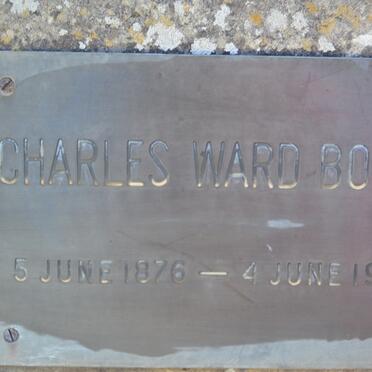 CHARLES WARD BO
5 JUNE 1876 — 4 JUNE 19